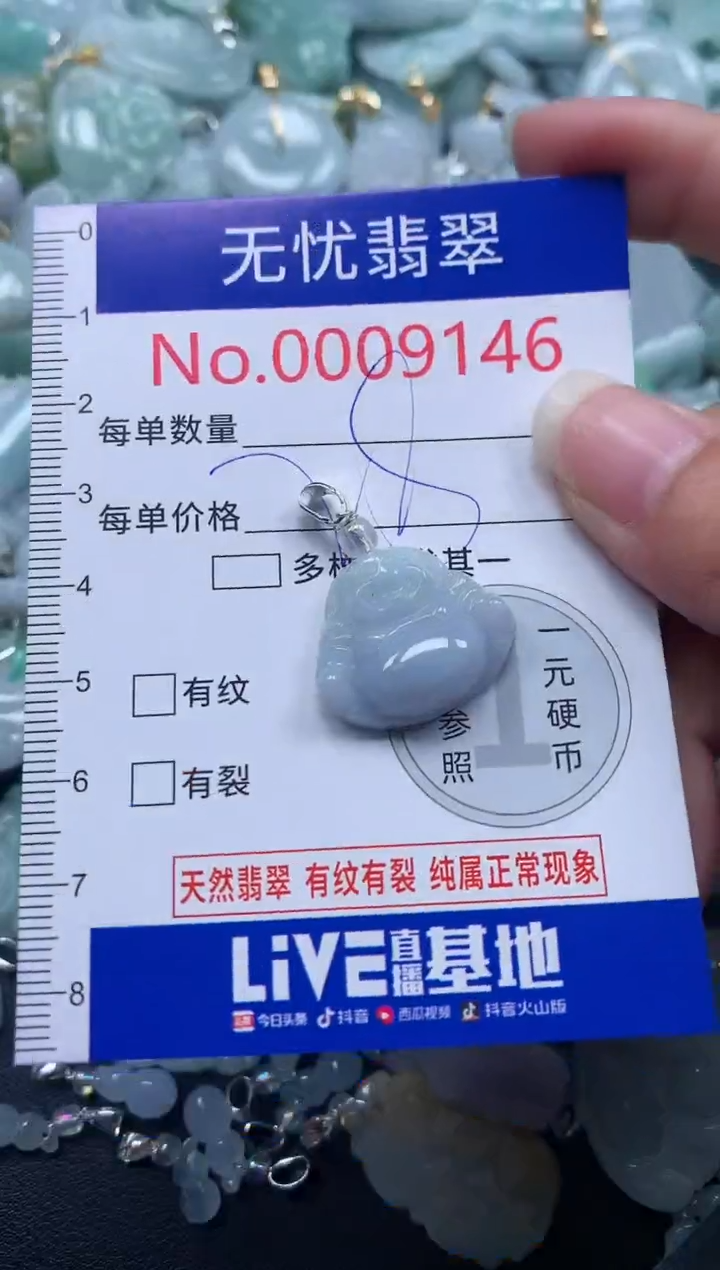 无忧翡翠
No.0009146
每单数量
每单价格
多 其一
有纹
有裂
一元硬币
参照
1
天然翡翠 有纹有裂 纯属正常现象
LiVE直播基地
今日头条 抖音 西瓜视频 抖音火山版
0
1
2
3
4
5
6
7
8